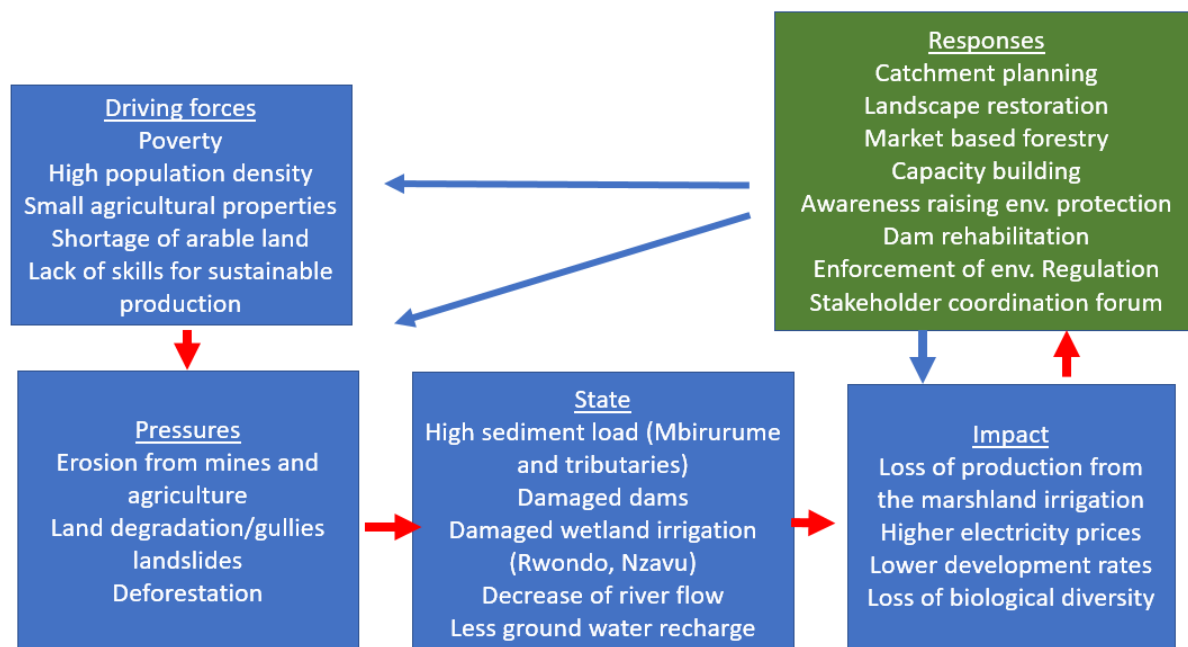 Driving forces
Poverty
High population density
Small agricultural properties
Shortage of arable land
Lack of skills for sustainable
production
Responses
Catchment planning
Landscape restoration
Market based forestry
Capacity building
Awareness raising env. protection
Dam rehabilitation
Enforcement of env. Regulation
Stakeholder coordination forum
Pressures
Erosion from mines and
agriculture
Land degradation/gullies
landslides
Deforestation
State
High sediment load (Mbirurume
and tributaries)
Damaged dams
Damaged wetland irrigation
(Rwondo, Nzavu)
Decrease of river flow
Less ground water recharge
Impact
Loss of production from
the marshland irrigation
Higher electricity prices
Lower development rates
Loss of biological diversity